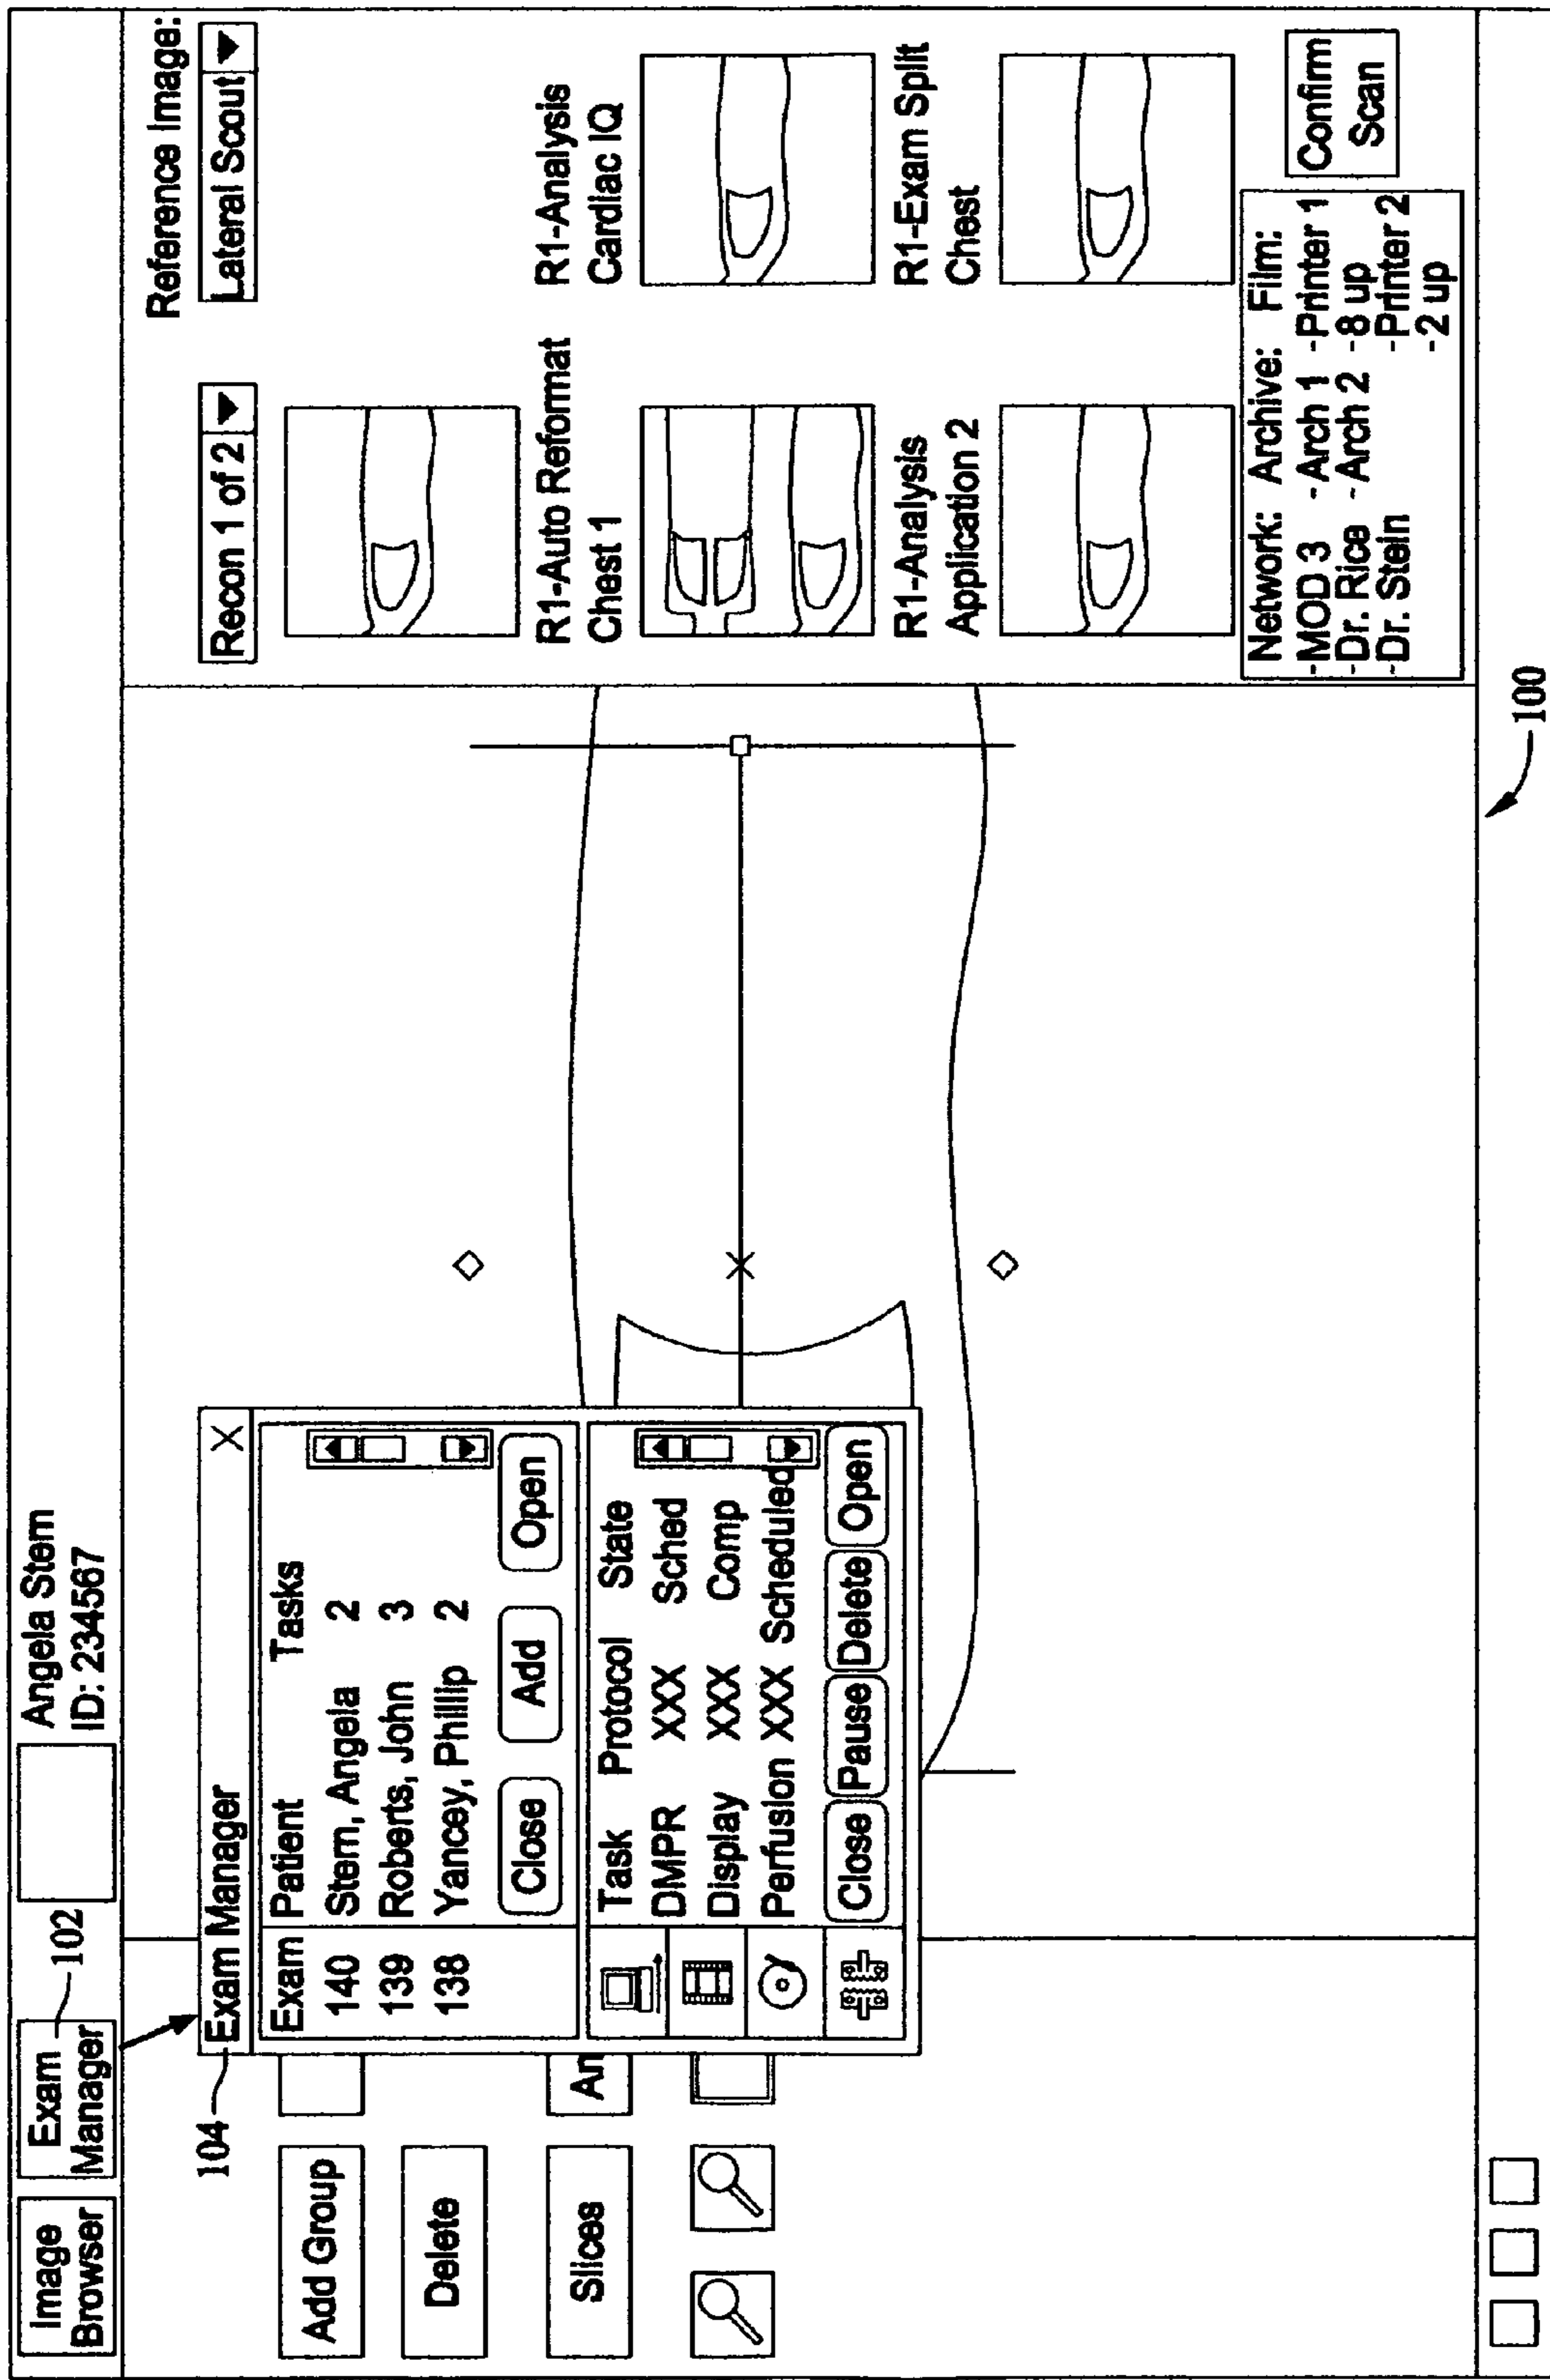 Image
Browser
Exam
Manager
102
Angela Stern
ID: 234567
104
Exam Manager X
Exam Patient Tasks
140 Stern, Angela 2
139 Roberts, John 3
138 Yancey, Phillip 2
Close Add Open
Task Protocol State
DMPR XXX Sched
Display XXX Comp
Perfusion XXX Scheduled
Close Pause Delete Open
Add Group
Delete
Slices
An
Reference Image:
Recon 1 of 2
Lateral Scout
R1-Auto Reformat
Chest 1
R1-Analysis
Cardiac IQ
R1-Analysis
Application 2
R1-Exam Split
Chest
Network: Archive: Film:
-MOD 3 -Arch 1 -Printer 1
-Dr. Rice -Arch 2 -8 up
-Dr. Stein -Printer 2
-2 up
Confirm
Scan
100